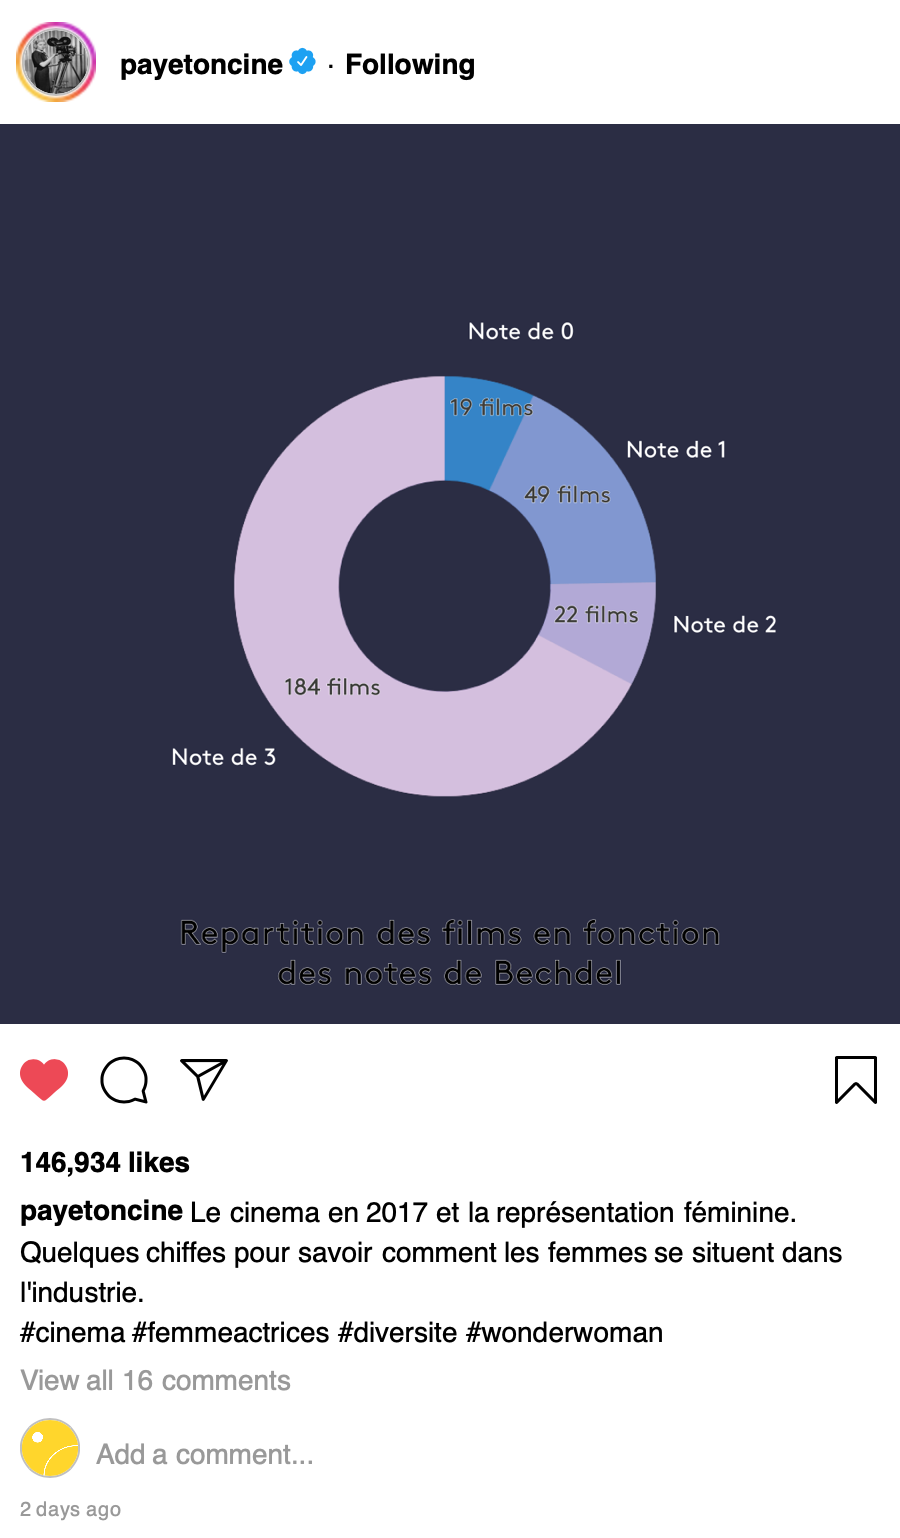 payetoncine · Following
Note de 0
19 films
Note de 1
49 films
22 films
Note de 2
184 films
Note de 3
Repartition des films en fonction
des notes de Bechdel
146,934 likes
payetoncine Le cinema en 2017 et la représentation féminine.
Quelques chiffes pour savoir comment les femmes se situent dans
l'industrie.
#cinema #femmeactrices #diversite #wonderwoman
View all 16 comments
Add a comment...
2 days ago